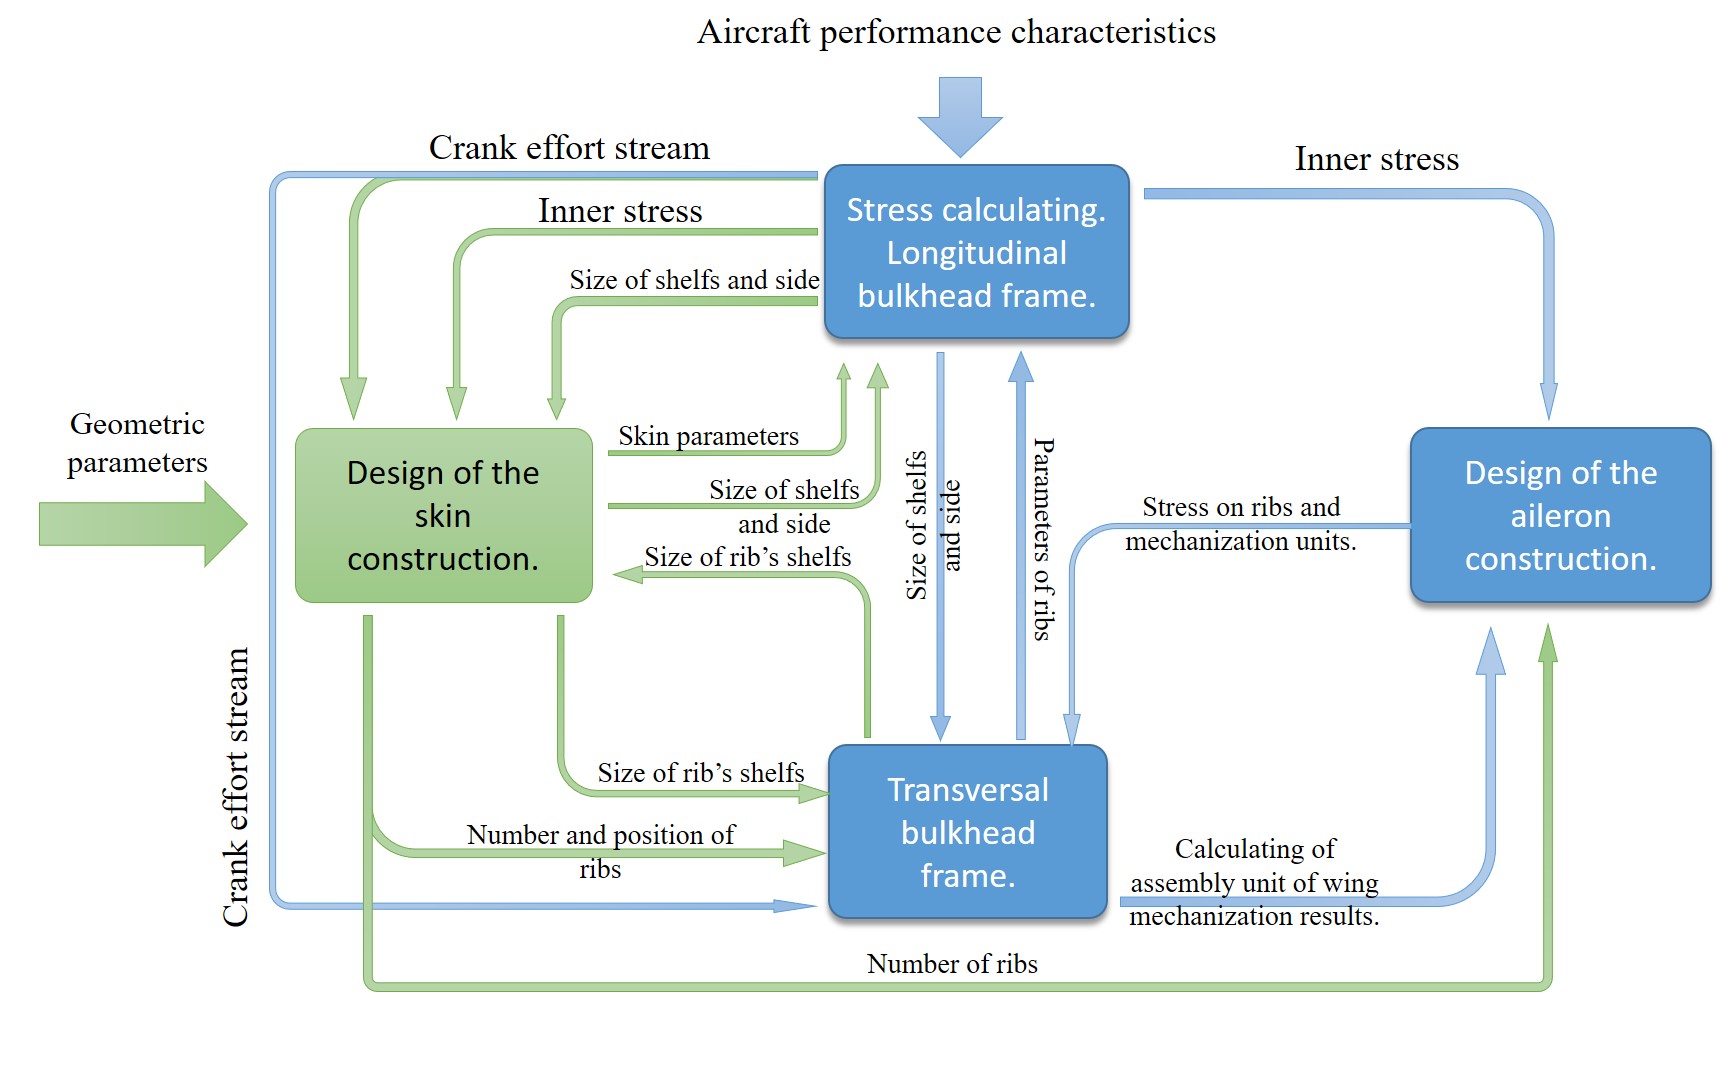 Aircraft performance characteristics
Crank effort stream
Inner stress
Inner stress
Size of shelfs and side
Stress calculating.
Longitudinal
bulkhead frame.
Geometric
parameters
Design of the
skin
construction.
Skin parameters
Size of shelfs
and side
Size of rib’s shelfs
Size of shelfs
and side
Parameters of ribs
Stress on ribs and
mechanization units.
Design of the
aileron
construction.
Crank effort stream
Size of rib’s shelfs
Number and position of
ribs
Transversal
bulkhead
frame.
Calculating of
assembly unit of wing
mechanization results.
Number of ribs